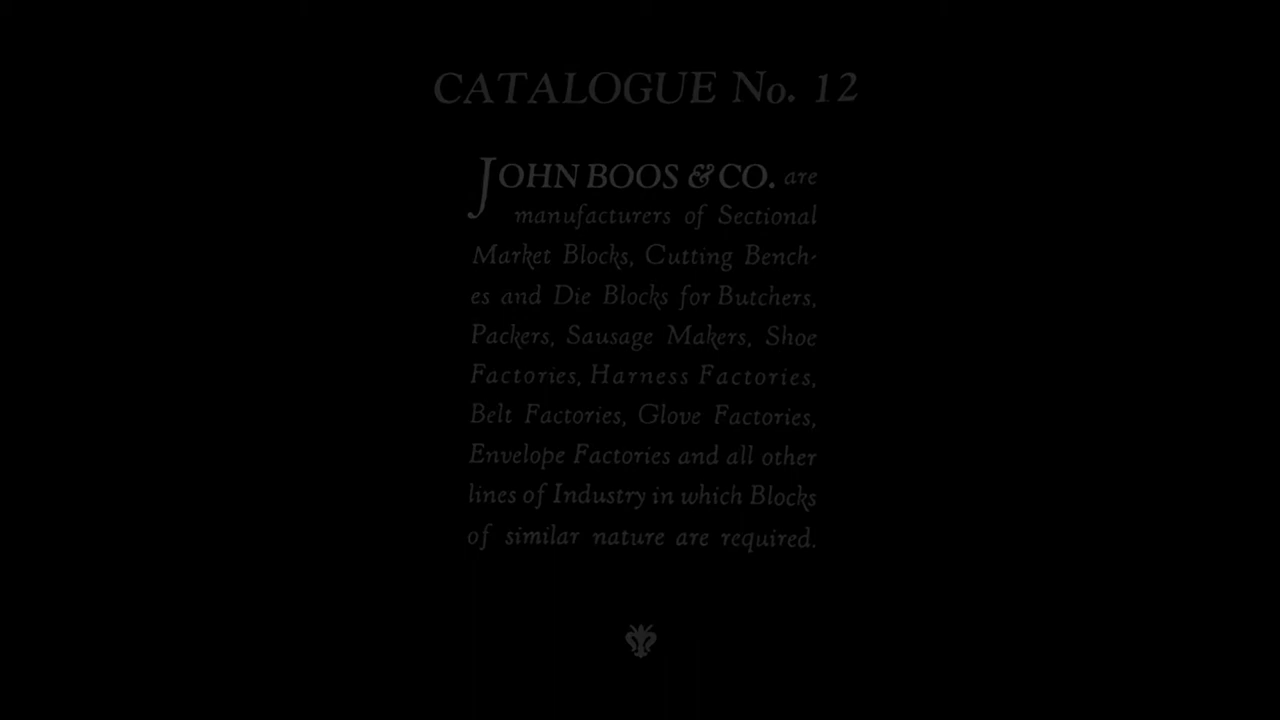 CATALOGUE No. 12
JOHN BOOS & CO. are
manufacturers of Sectional
Market Blocks, Cutting Bench-
es and Die Blocks for Butchers,
Packers, Sausage Makers, Shoe
Factories, Harness Factories,
Belt Factories, Glove Factories,
Envelope Factories and all other
lines of Industry in which Blocks
of similar nature are required.